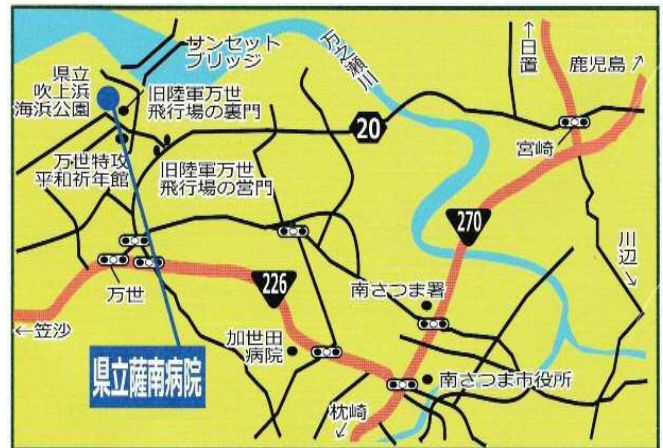 サンセット
ブリッジ
万之瀬川
↑日置
鹿児島↗
県立
吹上浜
海浜公園
旧陸軍万世
飛行場の裏門
20
宮崎
万世特攻
平和祈年館
旧陸軍万世
飛行場の営門
270
川辺↓
226
万世
南さつま署
←笠沙
加世田
病院
県立薩南病院
南さつま市役所
枕崎↙